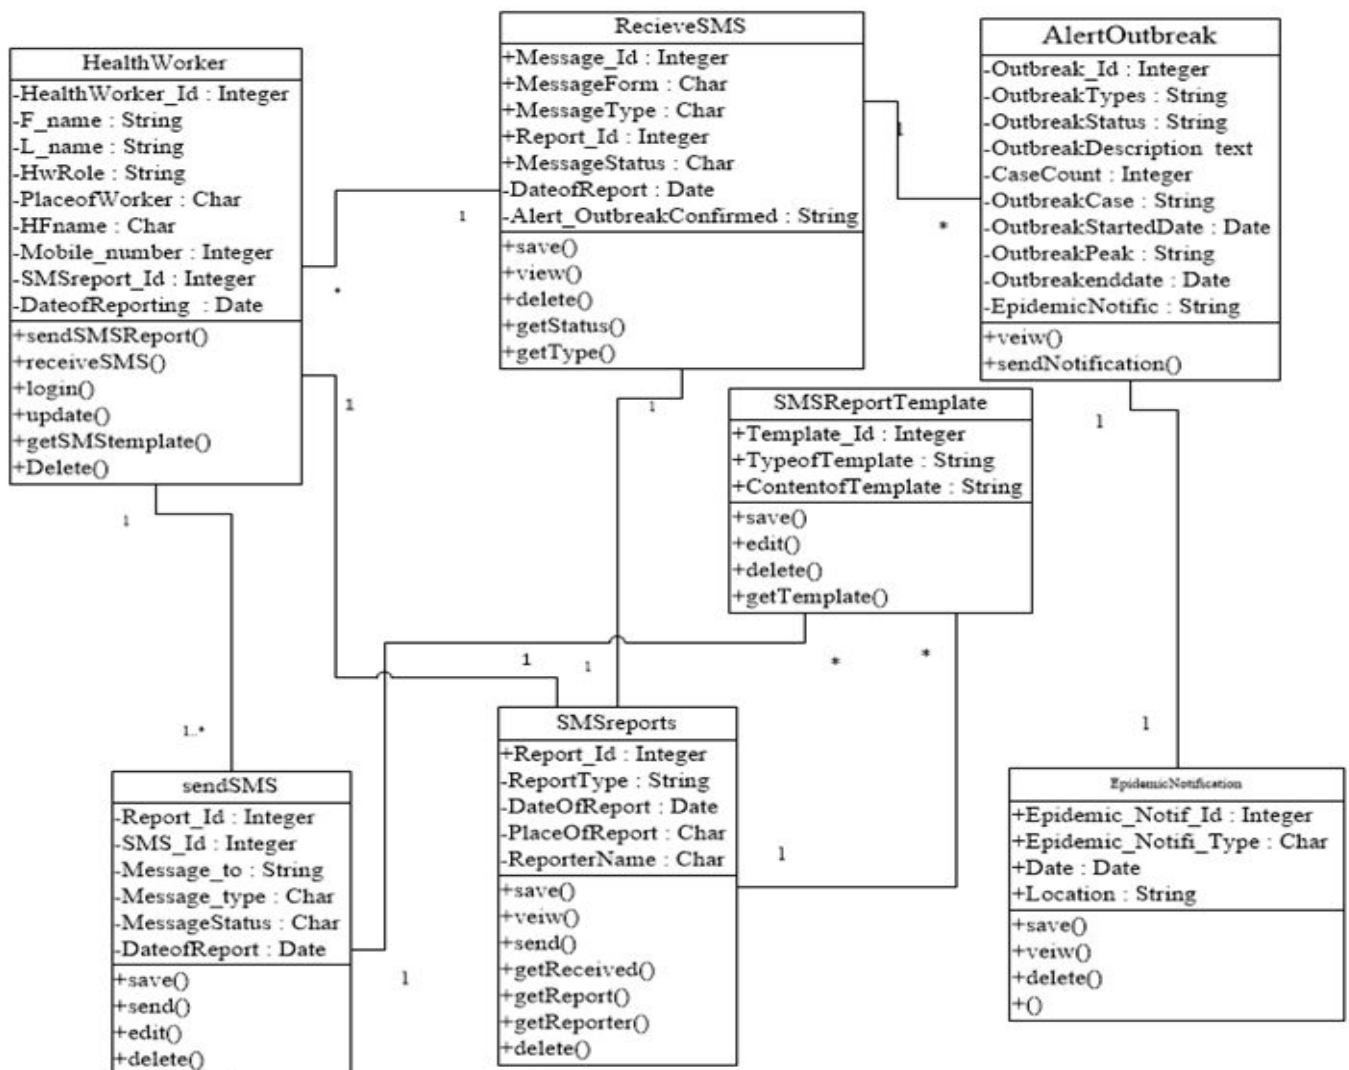 HealthWorker
-HealthWorker_Id : Integer
-F_name : String
-L_name : String
-HwRole : String
-PlaceofWorker : Char
-HFname : Char
-Mobile_number : Integer
-SMSreport_Id : Integer
-DateofReporting : Date
+sendSMSReport()
+receiveSMS()
+login()
+update()
+getSMStemplate()
+Delete()
RecieveSMS
+Message_Id : Integer
+MessageForm : Char
+MessageType : Char
+Report_Id : Integer
+MessageStatus : Char
-DateofReport : Date
-Alert_OutbreakConfirmed : String
+save()
+view()
+delete()
+getStatus()
+getType()
AlertOutbreak
-Outbreak_Id : Integer
-OutbreakTypes : String
-OutbreakStatus : String
-OutbreakDescription text
-CaseCount : Integer
-OutbreakCase : String
-OutbreakStartedDate : Date
-OutbreakPeak : String
-Outbreakenddate : Date
-EpidemicNotific : String
+veiw()
+sendNotification()
1
*
1
*
1
1
1
1
SMSReportTemplate
+Template_Id : Integer
+TypeofTemplate : String
+ContentofTemplate : String
+save()
+edit()
+delete()
+getTemplate()
1
1
*
*
1
1..*
1
1
1
sendSMS
-Report_Id : Integer
-SMS_Id : Integer
-Message_to : String
-Message_type : Char
-MessageStatus : Char
-DateofReport : Date
+save()
+send()
+edit()
+delete()
SMSreports
+Report_Id : Integer
-ReportType : String
-DateOfReport : Date
-PlaceOfReport : Char
-ReporterName : Char
+save()
+veiw()
+send()
+getReceived()
+getReport()
+getReporter()
+delete()
EpidemicNotification
+Epidemic_Notif_Id : Integer
+Epidemic_Notifi_Type : Char
+Date : Date
+Location : String
+save()
+veiw()
+delete()
+()